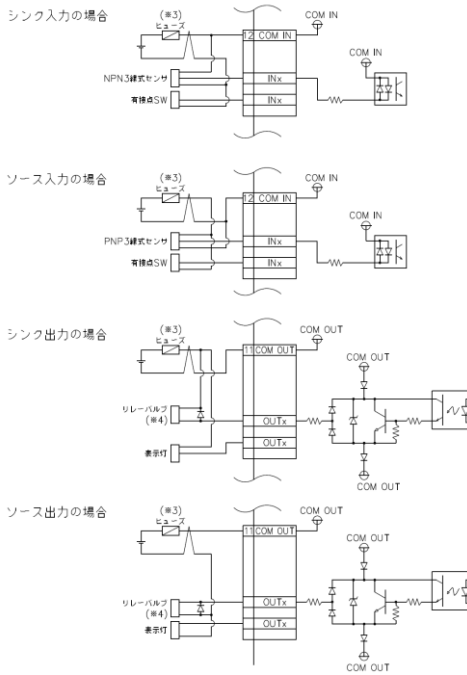 シンク入力の場合
(※3)
ヒューズ
COM IN
12 COM IN
NPN3線式センサ
INx
COM IN
有接点SW
INx
ソース入力の場合
(※3)
ヒューズ
COM IN
12 COM IN
COM IN
PNP3線式センサ
INx
有接点SW
INx
シンク出力の場合
(※3)
ヒューズ
COM OUT
11 COM OUT
COM OUT
リレーバルブ
(※4)
OUTx
表示灯
OUTx
COM OUT
ソース出力の場合
(※3)
ヒューズ
COM OUT
11 COM OUT
COM OUT
リレーバルブ
(※4)
OUTx
表示灯
OUTx
COM OUT